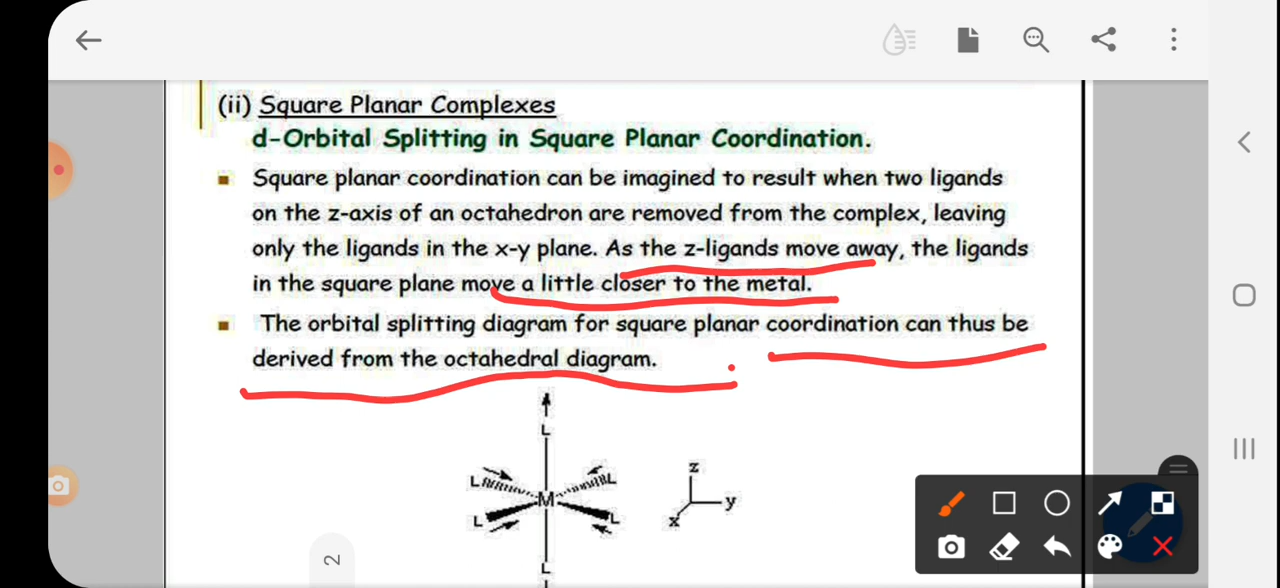 (ii) Square Planar Complexes
d-Orbital Splitting in Square Planar Coordination.
Square planar coordination can be imagined to result when two ligands
on the z-axis of an octahedron are removed from the complex, leaving
only the ligands in the x-y plane. As the z-ligands move away, the ligands
in the square plane move a little closer to the metal.
The orbital splitting diagram for square planar coordination can thus be
derived from the octahedral diagram.
L
L L
M
L L
L
z
y
x
2